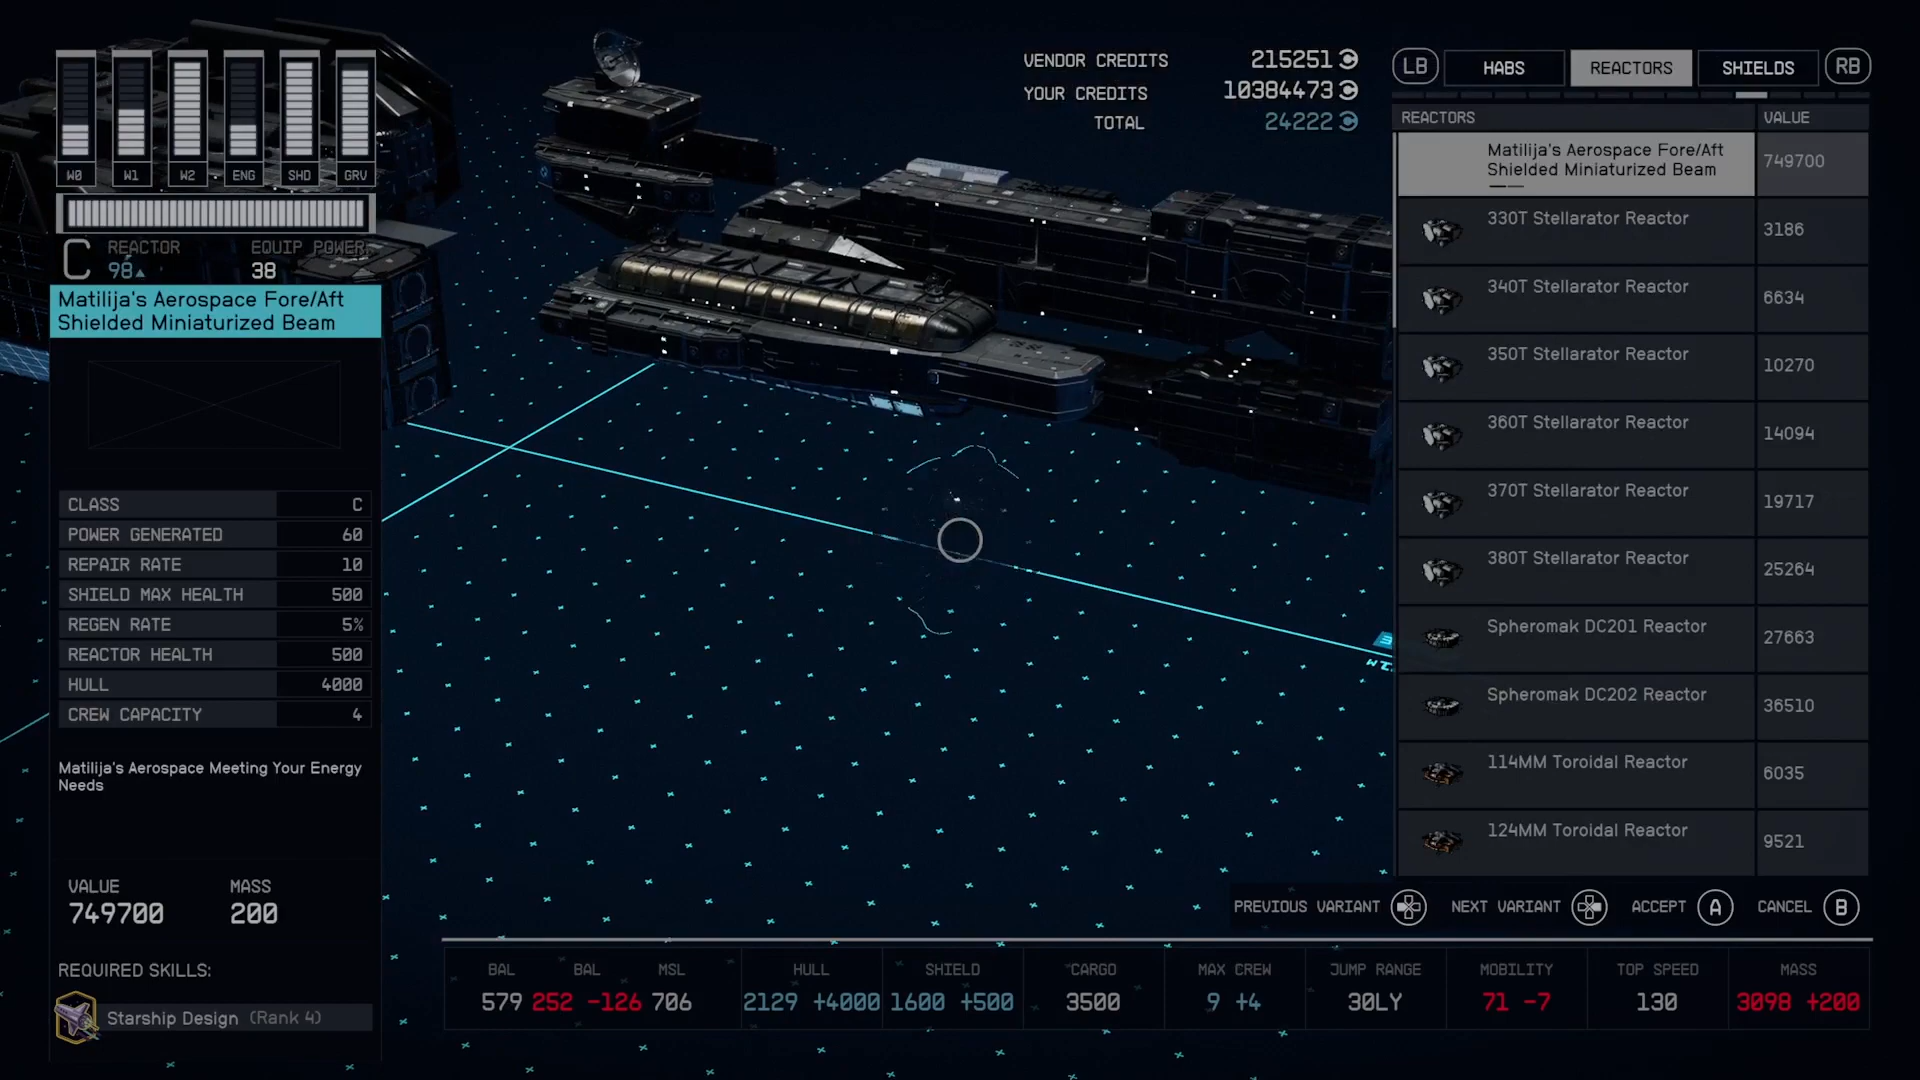 VENDOR CREDITS 215251
YOUR CREDITS 10384473
TOTAL 24222
LB HABS REACTORS SHIELDS RB
W0 W1 W2 ENG SHD GRV
C REACTOR EQUIP POWER
98 38
Matilija's Aerospace Fore/Aft
Shielded Miniaturized Beam
CLASS C
POWER GENERATED 60
REPAIR RATE 10
SHIELD MAX HEALTH 500
REGEN RATE 5%
REACTOR HEALTH 500
HULL 4000
CREW CAPACITY 4
Matilija's Aerospace Meeting Your Energy
Needs
VALUE MASS
749700 200
REQUIRED SKILLS:
Starship Design (Rank 4)
REACTORS VALUE
Matilija's Aerospace Fore/Aft
Shielded Miniaturized Beam 749700
330T Stellarator Reactor 3186
340T Stellarator Reactor 6634
350T Stellarator Reactor 10270
360T Stellarator Reactor 14094
370T Stellarator Reactor 19717
380T Stellarator Reactor 25264
Spheromak DC201 Reactor 27663
Spheromak DC202 Reactor 36510
114MM Toroidal Reactor 6035
124MM Toroidal Reactor 9521
PREVIOUS VARIANT NEXT VARIANT ACCEPT A CANCEL B
BAL BAL MSL HULL SHIELD CARGO MAX CREW JUMP RANGE MOBILITY TOP SPEED MASS
579 252 -126 706 2129 +4000 1600 +500 3500 9 +4 30LY 71 -7 130 3098 +200